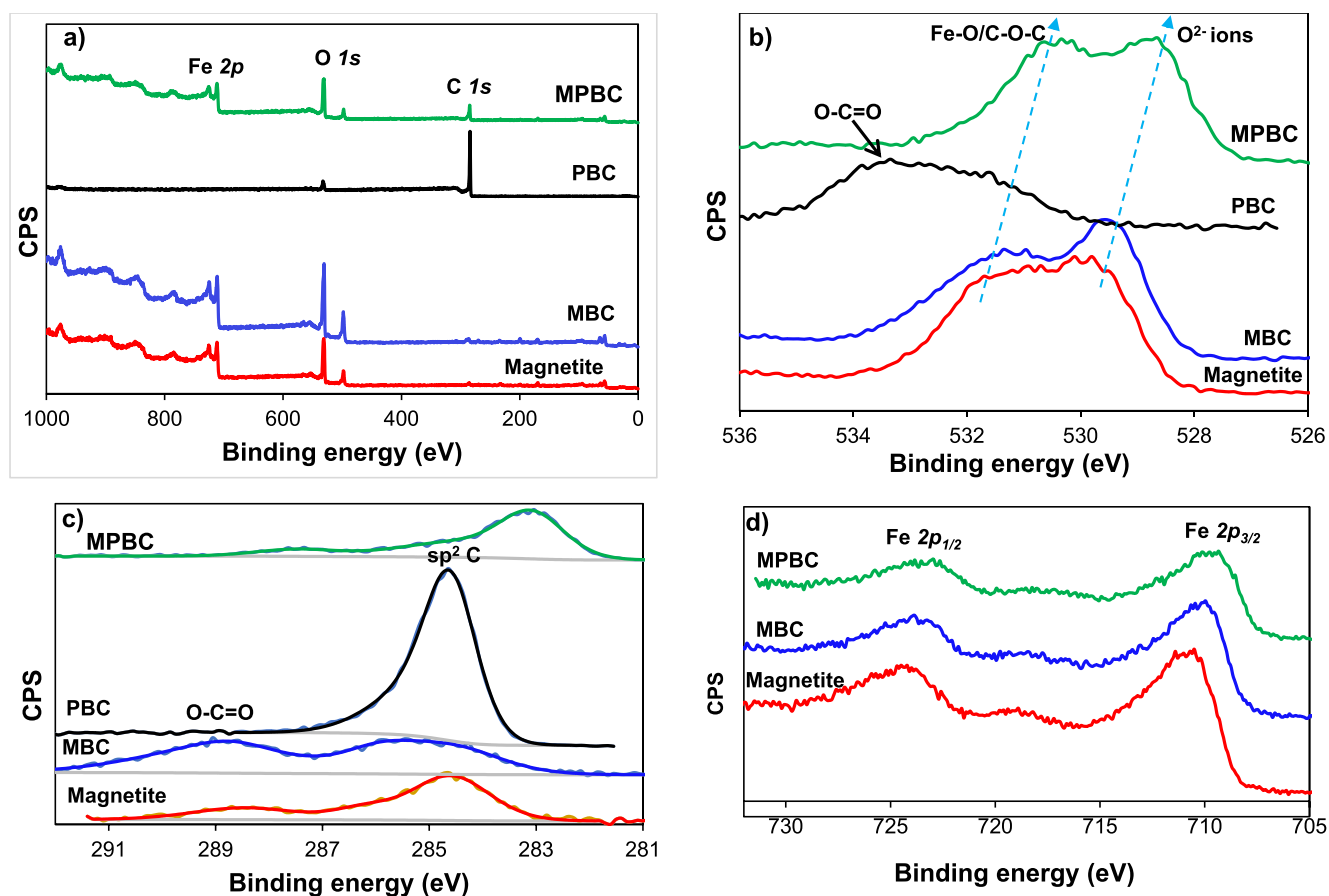 a)
Fe 2p
O 1s
C 1s
MPBC
PBC
MBC
Magnetite
CPS
1000 800 600 400 200 0
Binding energy (eV)
b)
Fe-O/C-O-C
O²⁻ ions
O-C=O
MPBC
PBC
MBC
Magnetite
CPS
536 534 532 530 528 526
Binding energy (eV)
c)
MPBC
sp² C
PBC
O-C=O
MBC
Magnetite
CPS
291 289 287 285 283 281
Binding energy (eV)
d)
Fe 2p₁/₂
Fe 2p₃/₂
MPBC
MBC
Magnetite
CPS
730 725 720 715 710 705
Binding energy (eV)